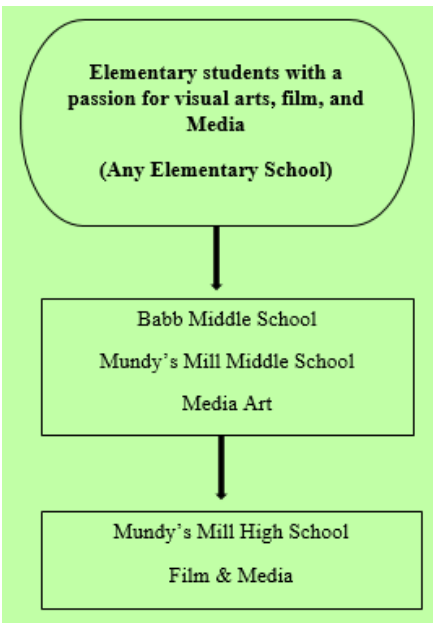 Elementary students with a
passion for visual arts, film, and
Media
(Any Elementary School)
Babb Middle School
Mundy’s Mill Middle School
Media Art
Mundy’s Mill High School
Film & Media